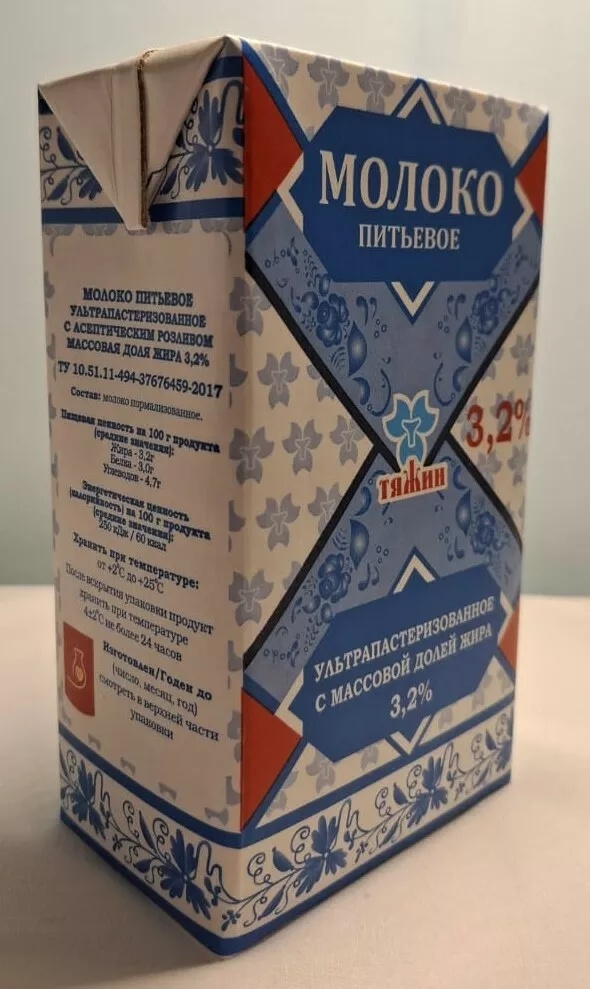 МОЛОКО
ПИТЬЕВОЕ
3,2%
тяжин
УЛЬТРАПАСТЕРИЗОВАННОЕ
С МАССОВОЙ ДОЛЕЙ ЖИРА
3,2%
МОЛОКО ПИТЬЕВОЕ
УЛЬТРАПАСТЕРИЗОВАННОЕ
С АСЕПТИЧЕСКИМ РОЗЛИВОМ
МАССОВАЯ ДОЛЯ ЖИРА 3,2%
ТУ 10.51.11-494-37676459-2017
Состав: молоко нормализованное.
Пищевая ценность на 100 г продукта
(средние значения):
Жира - 3,2г
Белка - 3,0г
Углеводов - 4,7г
Энергетическая ценность
(калорийность) на 100 г продукта
(средние значения):
250 кДж / 60 ккал
Хранить при температуре:
от +2°С до +25°С
После вскрытия упаковки продукт
хранить при температуре
4±2°С не более 24 часов
Изготовлен/Годен до
(число, месяц, год)
смотреть в верхней части
упаковки